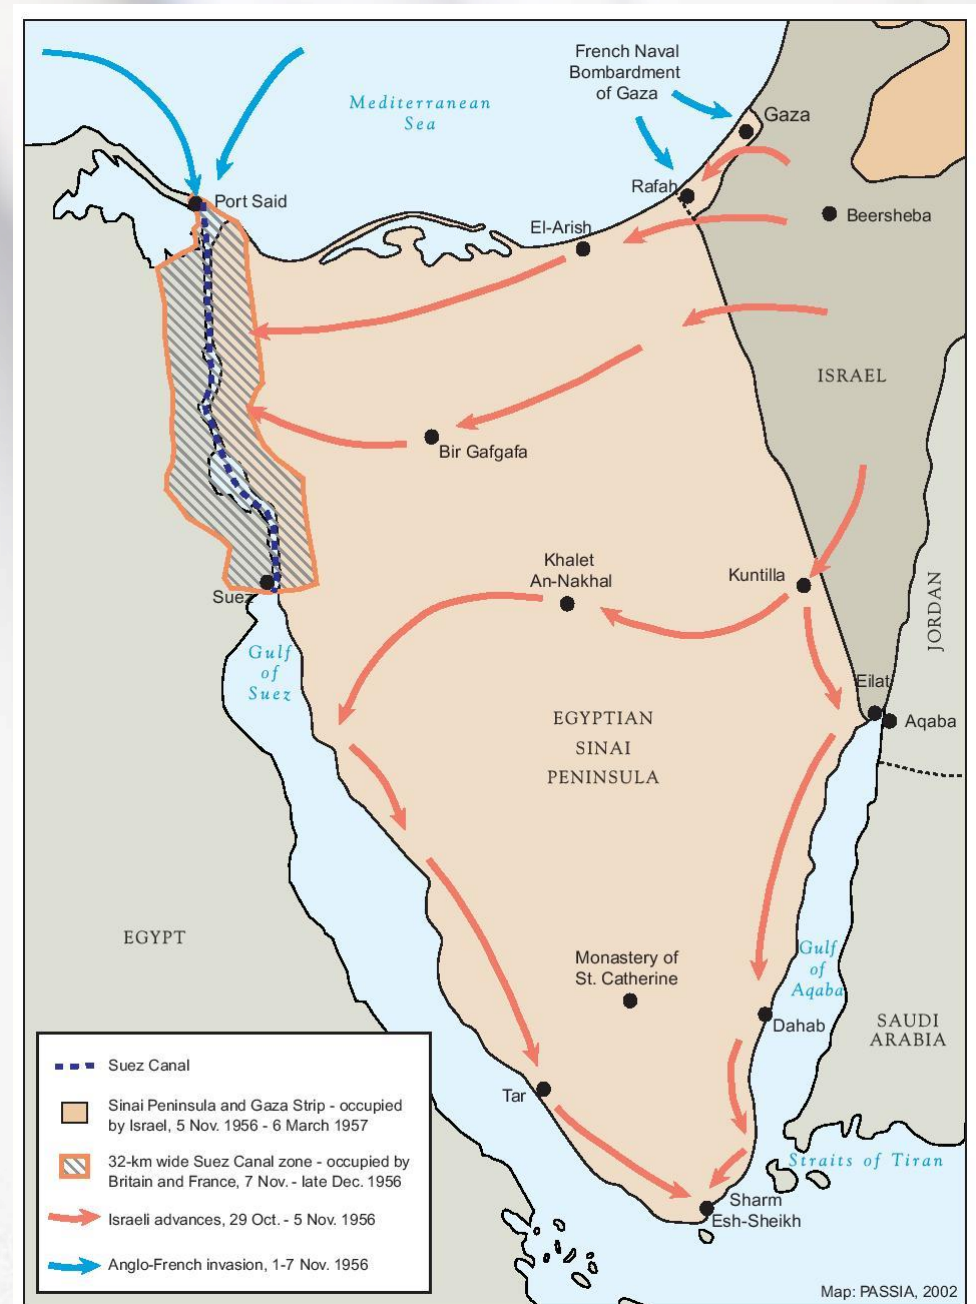 French Naval
Bombardment
of Gaza
Mediterranean
Sea
Gaza
Port Said
Rafah
Beersheba
El-Arish
ISRAEL
Bir Gafgafa
Khalet
An-Nakhal
Kuntilla
JORDAN
Suez
Gulf
of
Suez
Eilat
Aqaba
EGYPTIAN
SINAI
PENINSULA
EGYPT
Monastery of
St. Catherine
Gulf
of
Aqaba
Dahab
SAUDI
ARABIA
Tar
Straits of Tiran
Sharm
Esh-Sheikh
Suez Canal
Sinai Peninsula and Gaza Strip - occupied
by Israel, 5 Nov. 1956 - 6 March 1957
32-km wide Suez Canal zone - occupied by
Britain and France, 7 Nov. - late Dec. 1956
Israeli advances, 29 Oct. - 5 Nov. 1956
Anglo-French invasion, 1-7 Nov. 1956
Map: PASSIA, 2002